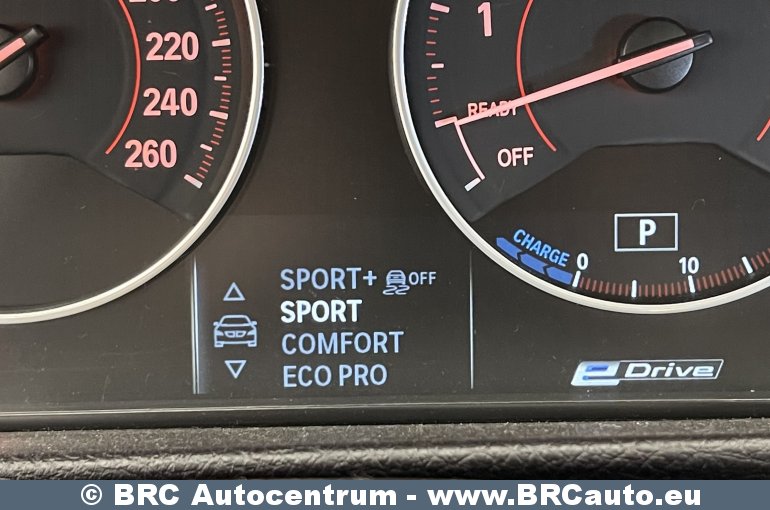 220
240
260
1
READY
OFF
P
CHARGE
0
10
SPORT+ OFF
SPORT
COMFORT
ECO PRO
eDrive
© BRC Autocentrum - www.BRCauto.eu